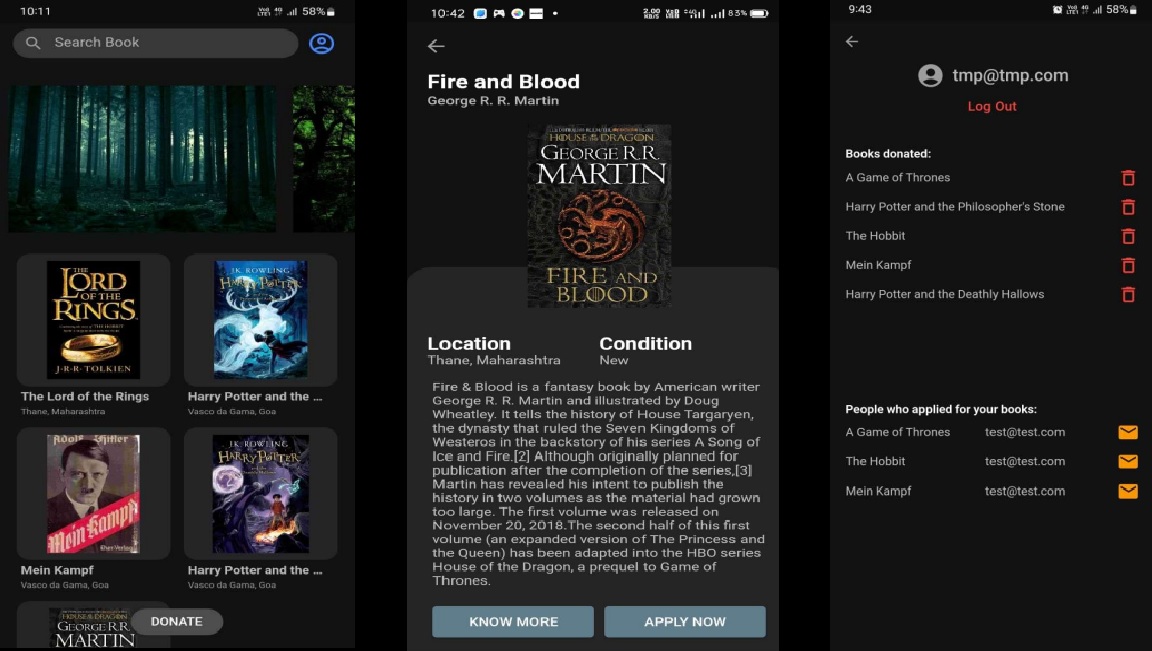 10:11
58%
Search Book
THE
LORD
OF THE
RINGS
J·R·R·TOLKIEN
The Lord of the Rings
Thane, Maharashtra
J.K. ROWLING
HARRY POTTER
Harry Potter and the ...
Vasco da Gama, Goa
Adolf Hitler
Mein Kampf
Mein Kampf
Vasco da Gama, Goa
J.K. ROWLING
HARRY POTTER
Harry Potter and the ...
Vasco da Gama, Goa
HOUSE OF THE DRAGON
GEORGE R.R.
MARTIN
DONATE
10:42
2.00
KB/S
83%
Fire and Blood
George R. R. Martin
HOUSE OF THE DRAGON
GEORGE R.R.
MARTIN
FIRE AND
BLOOD
Location
Thane, Maharashtra
Condition
New
Fire & Blood is a fantasy book by American writer
George R. R. Martin and illustrated by Doug
Wheatley. It tells the history of House Targaryen,
the dynasty that ruled the Seven Kingdoms of
Westeros in the backstory of his series A Song of
Ice and Fire.[2] Although originally planned for
publication after the completion of the series,[3]
Martin has revealed his intent to publish the
history in two volumes as the material had grown
too large. The first volume was released on
November 20, 2018.The second half of this first
volume (an expanded version of The Princess and
the Queen) has been adapted into the HBO series
House of the Dragon, a prequel to Game of
Thrones.
KNOW MORE
APPLY NOW
9:43
58%
tmp@tmp.com
Log Out
Books donated:
A Game of Thrones
Harry Potter and the Philosopher's Stone
The Hobbit
Mein Kampf
Harry Potter and the Deathly Hallows
People who applied for your books:
A Game of Thrones test@test.com
The Hobbit test@test.com
Mein Kampf test@test.com